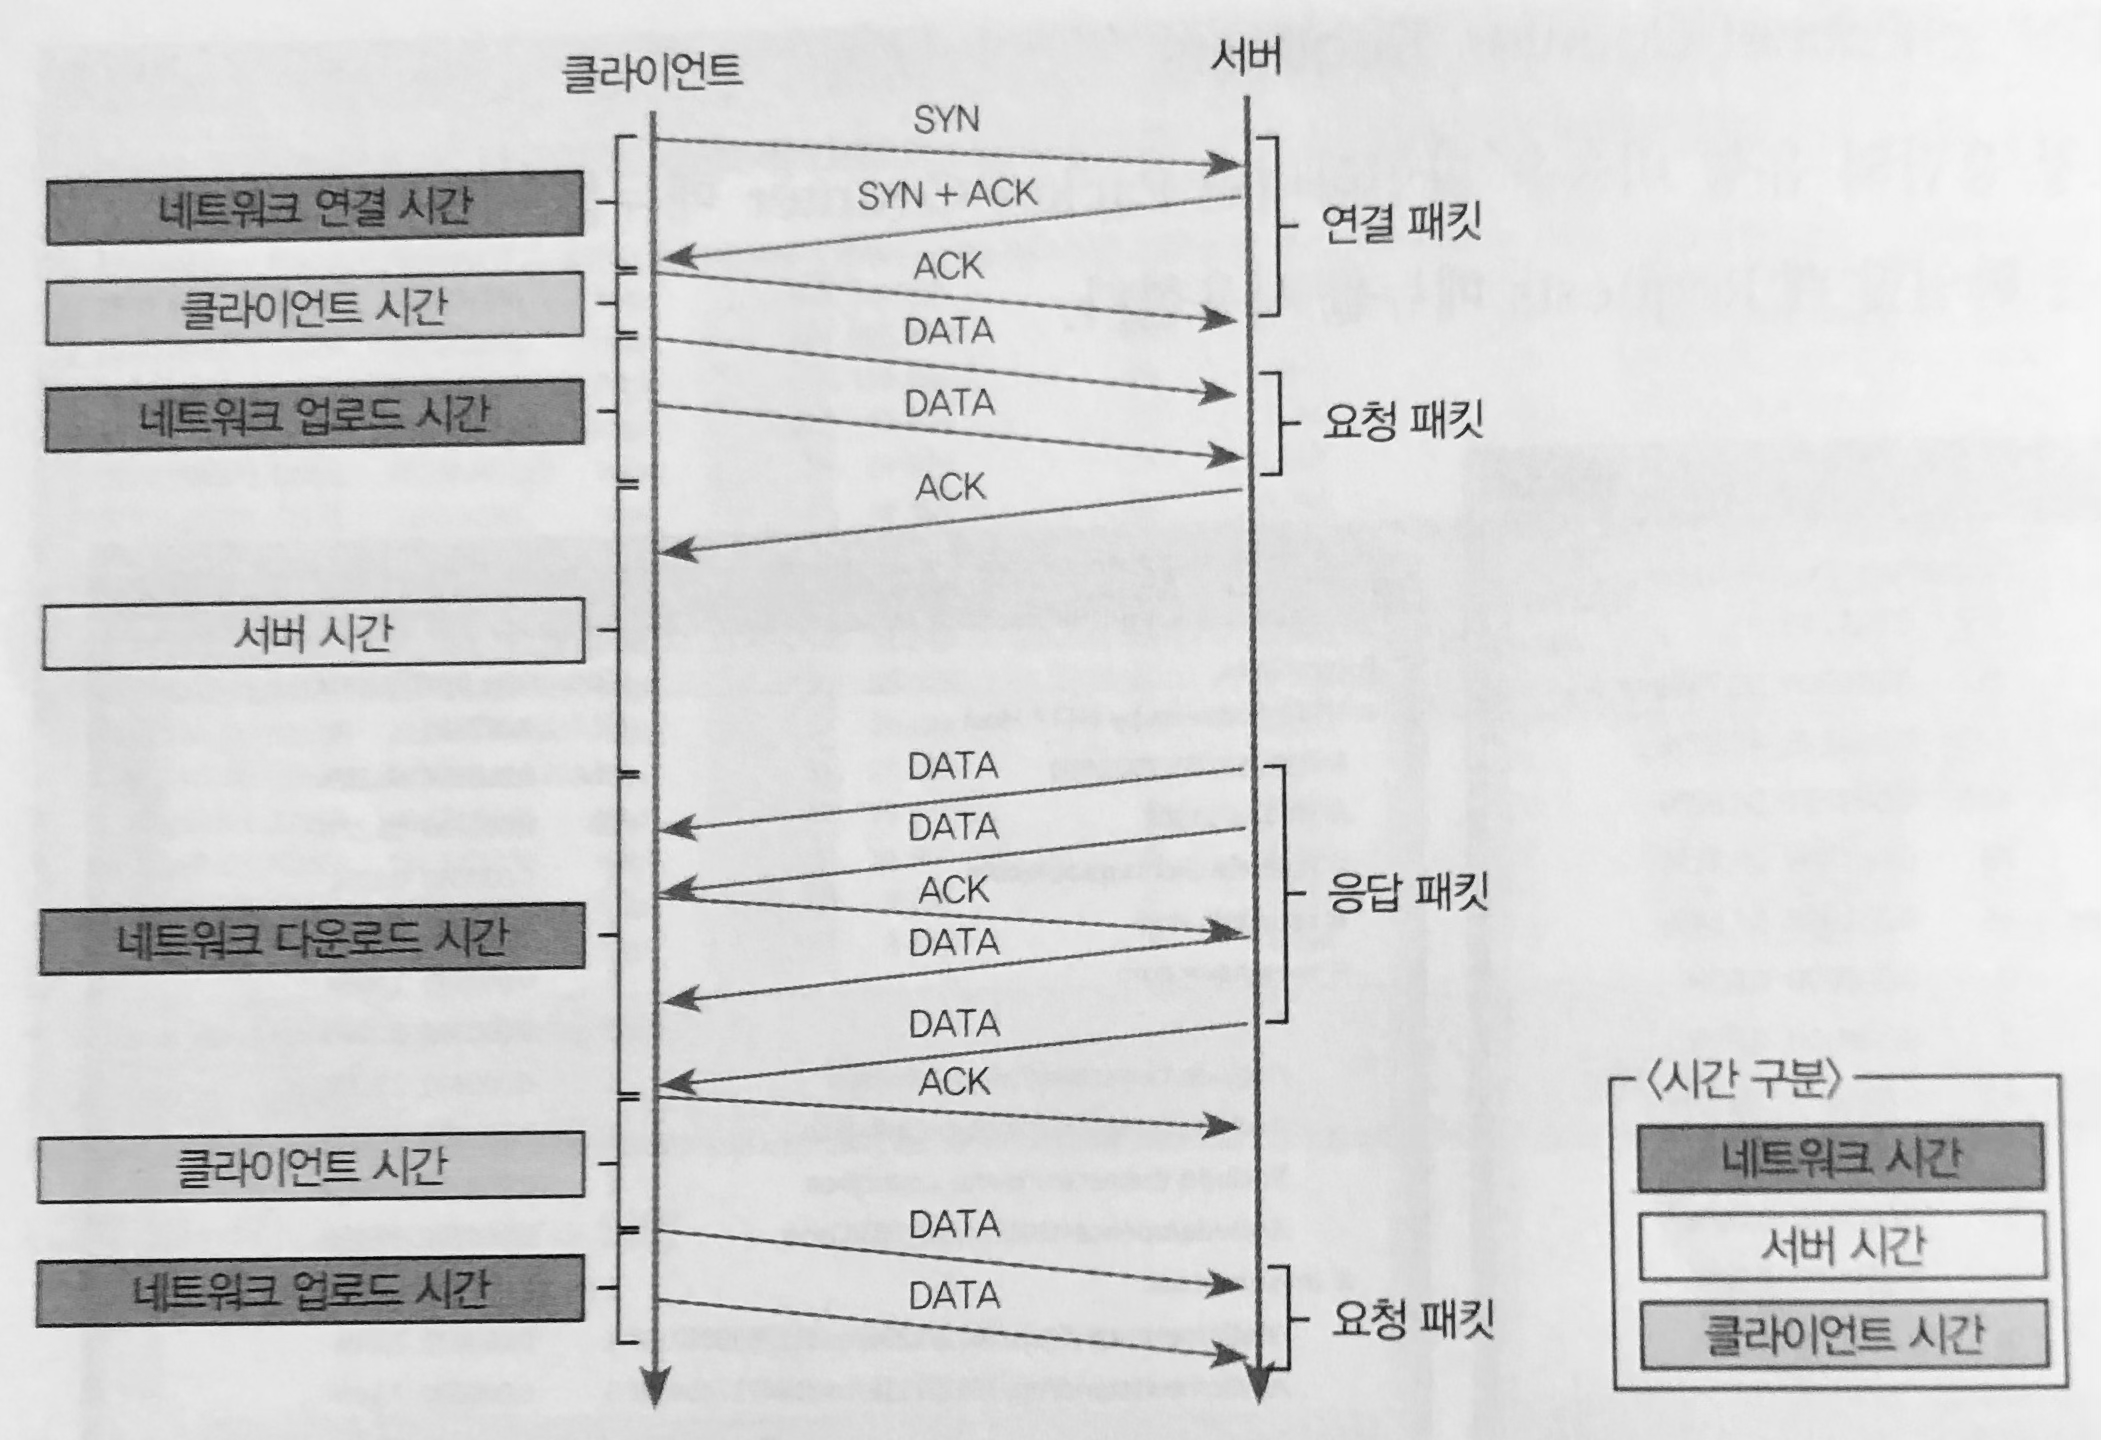 클라이언트
서버
SYN
네트워크 연결 시간
SYN + ACK
연결 패킷
ACK
클라이언트 시간
DATA
네트워크 업로드 시간
DATA
요청 패킷
ACK
서버 시간
DATA
DATA
ACK
응답 패킷
네트워크 다운로드 시간
DATA
DATA
ACK
클라이언트 시간
DATA
네트워크 업로드 시간
DATA
요청 패킷
〈시간 구분〉
네트워크 시간
서버 시간
클라이언트 시간